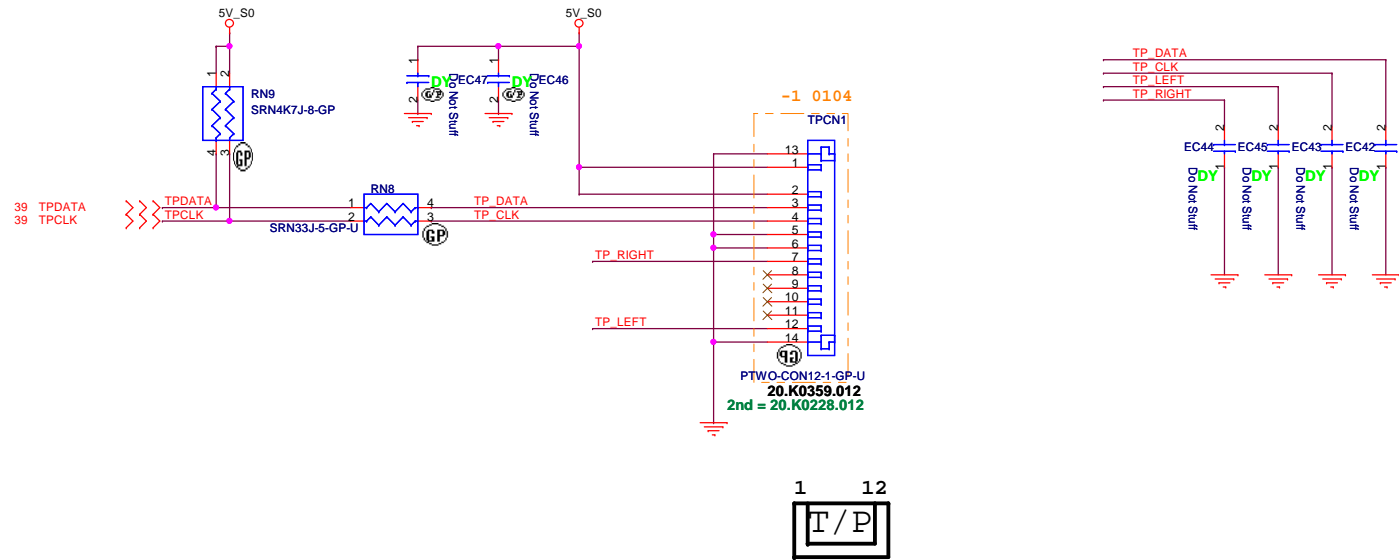 5V_S0
5V_S0
1 2
RN9
SRN4K7J-8-GP
4 3
GP
1
2
DY
EC47
G/P
Do Not Stuff
1
2
DY
EC46
G/P
Do Not Stuff
39 TPDATA
39 TPCLK
TPDATA
TPCLK
RN8
1 4
2 3
SRN33J-5-GP-U
GP
TP_DATA
TP_CLK
TP_RIGHT
TP_LEFT
-1 0104
TPCN1
13
1
2
3
4
5
6
7
8
9
10
11
12
14
GP
PTWO-CON12-1-GP-U
20.K0359.012
2nd = 20.K0228.012
TP_DATA
TP_CLK
TP_LEFT
TP_RIGHT
2 2 2 2
EC44 EC45 EC43 EC42
1 1 1 1
DY DY DY DY
Do Not Stuff
Do Not Stuff
Do Not Stuff
Do Not Stuff
1 12
T/P